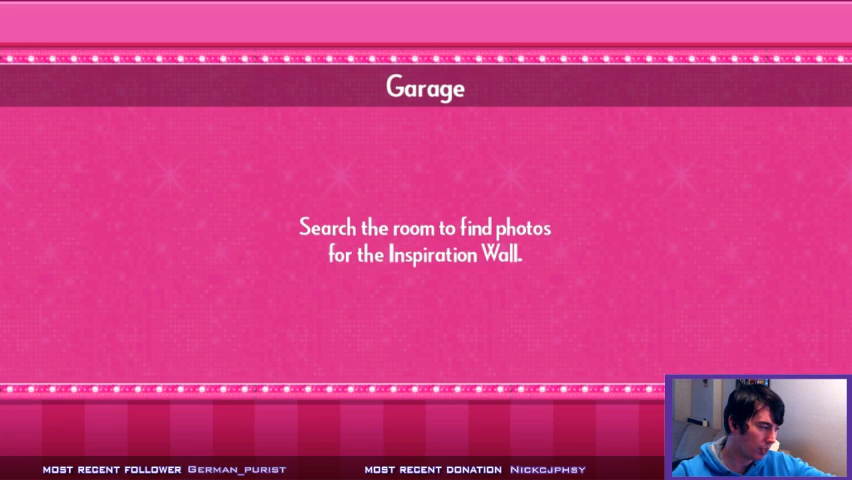 Garage
Search the room to find photos
for the Inspiration Wall.
MOST RECENT FOLLOWER German_purist
MOST RECENT DONATION Nickcjphsy